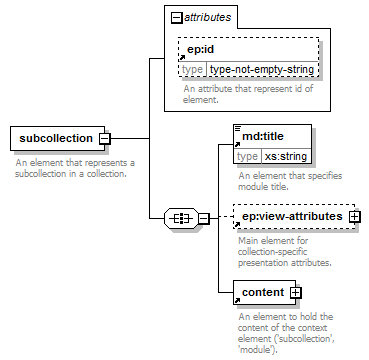 attributes
ep:id
type type-not-empty-string
An attribute that represent id of
element.
subcollection
An element that represents a
subcollection in a collection.
md:title
type xs:string
An element that specifies
module title.
ep:view-attributes
Main element for
collection-specific
presentation attributes.
content
An element to hold the
content of the context
element ('subcollection',
'module').